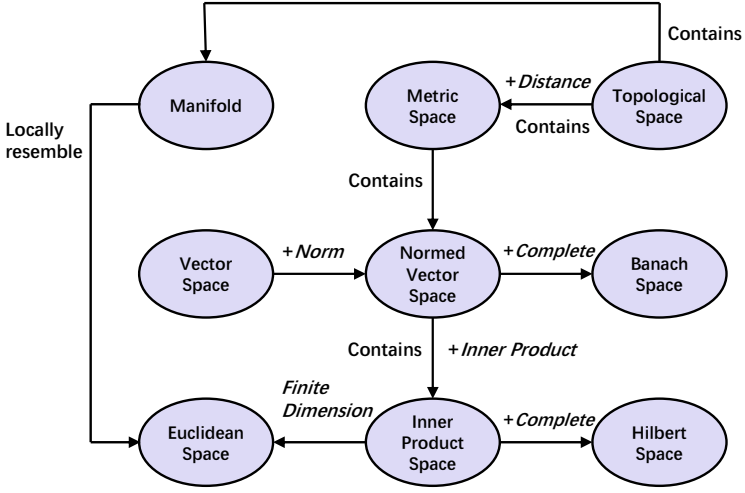 Contains
Manifold
Metric
Space
+Distance
Contains
Topological
Space
Locally
resemble
Contains
Vector
Space
+Norm
Normed
Vector
Space
+Complete
Banach
Space
Contains
+Inner Product
Finite
Dimension
Euclidean
Space
Inner
Product
Space
+Complete
Hilbert
Space